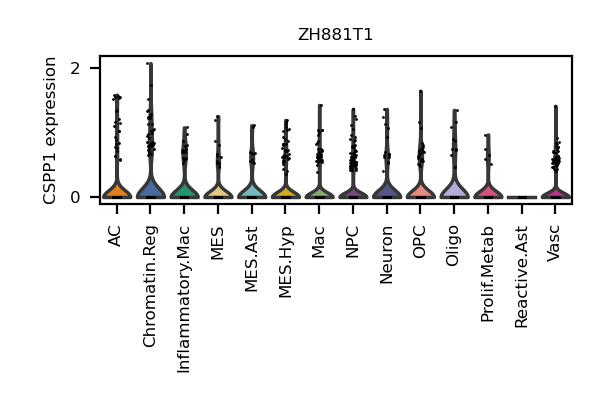 ZH881T1
CSPP1 expression
2
0
AC
Chromatin.Reg
Inflammatory.Mac
MES
MES.Ast
MES.Hyp
Mac
NPC
Neuron
OPC
Oligo
Prolif.Metab
Reactive.Ast
Vasc